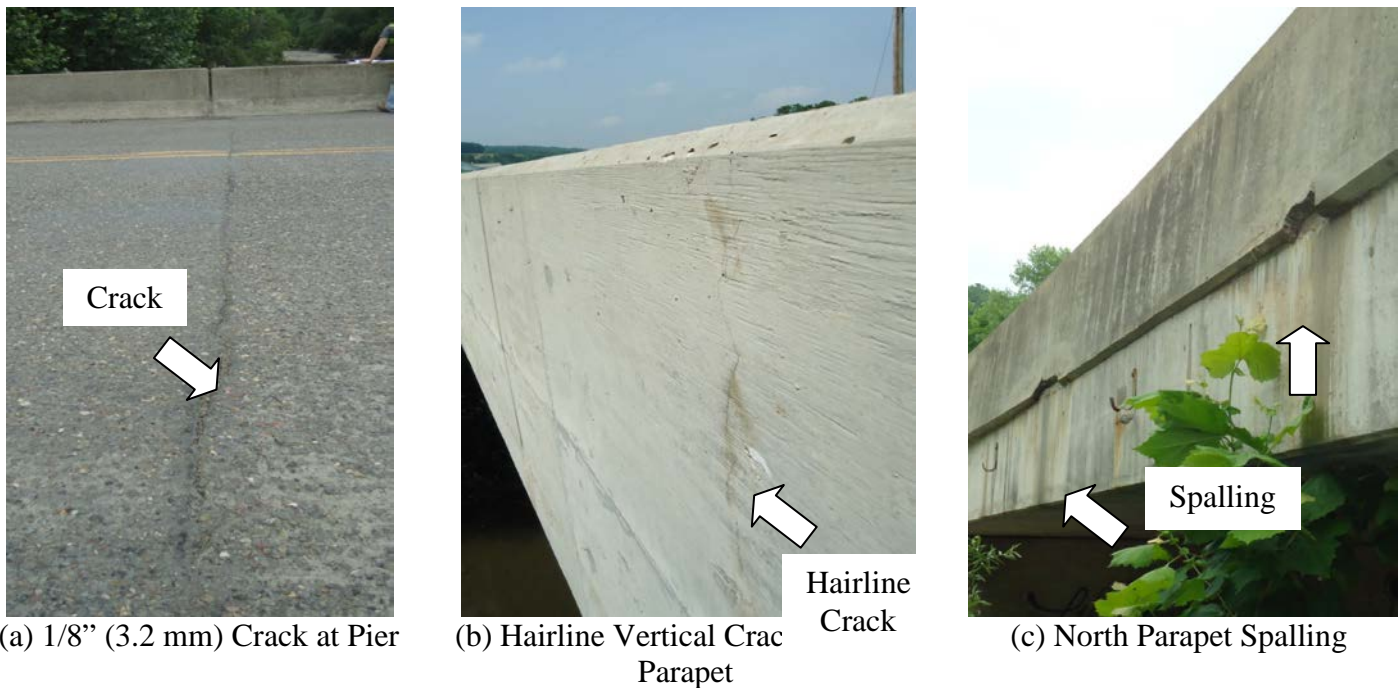 Crack
Hairline
Crack
Spalling
(a) 1/8” (3.2 mm) Crack at Pier
(b) Hairline Vertical Crac
Parapet
(c) North Parapet Spalling